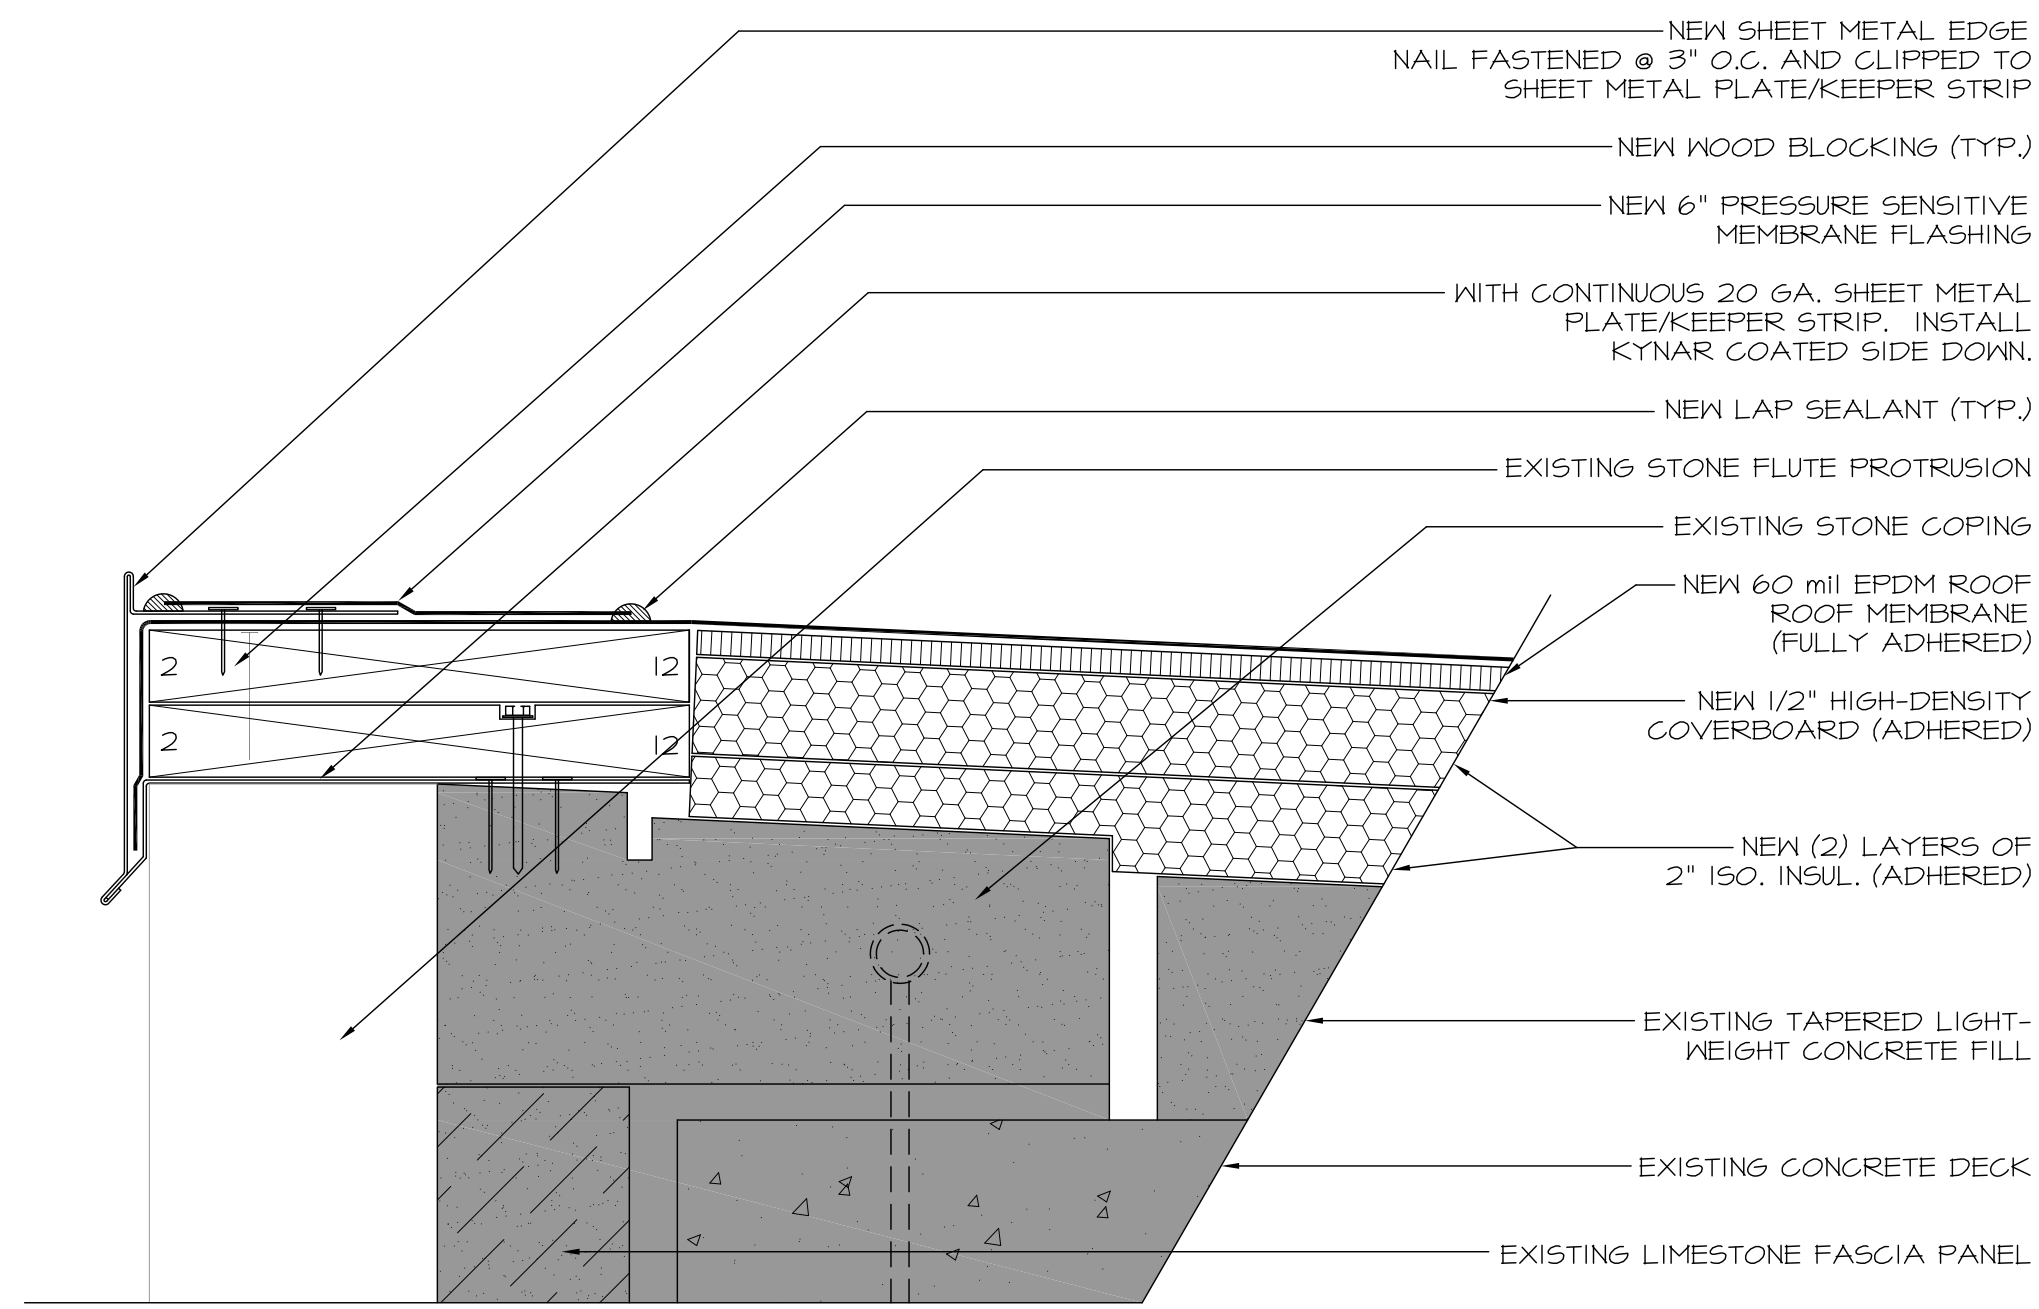 NEW SHEET METAL EDGE
NAIL FASTENED @ 3" O.C. AND CLIPPED TO
SHEET METAL PLATE/KEEPER STRIP
NEW WOOD BLOCKING (TYP.)
NEW 6" PRESSURE SENSITIVE
MEMBRANE FLASHING
WITH CONTINUOUS 20 GA. SHEET METAL
PLATE/KEEPER STRIP. INSTALL
KYNAR COATED SIDE DOWN.
NEW LAP SEALANT (TYP.)
EXISTING STONE FLUTE PROTRUSION
EXISTING STONE COPING
NEW 60 mil EPDM ROOF
ROOF MEMBRANE
(FULLY ADHERED)
2 12
NEW 1/2" HIGH-DENSITY
COVERBOARD (ADHERED)
2 12
NEW (2) LAYERS OF
2" ISO. INSUL. (ADHERED)
EXISTING TAPERED LIGHT-
WEIGHT CONCRETE FILL
EXISTING CONCRETE DECK
EXISTING LIMESTONE FASCIA PANEL